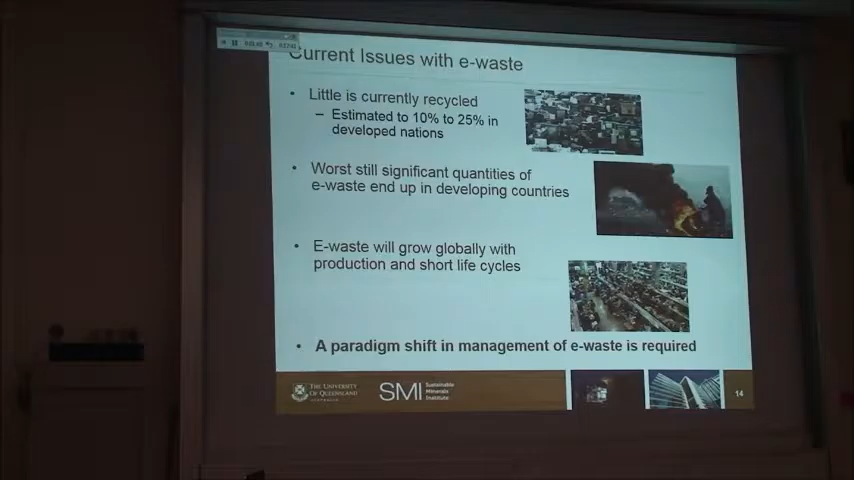 Current Issues with e-waste
• Little is currently recycled
– Estimated to 10% to 25% in
developed nations
• Worst still significant quantities of
e-waste end up in developing countries
• E-waste will grow globally with
production and short life cycles
• A paradigm shift in management of e-waste is required
THE UNIVERSITY
OF QUEENSLAND
AUSTRALIA
SMI
Sustainable
Minerals
Institute
14